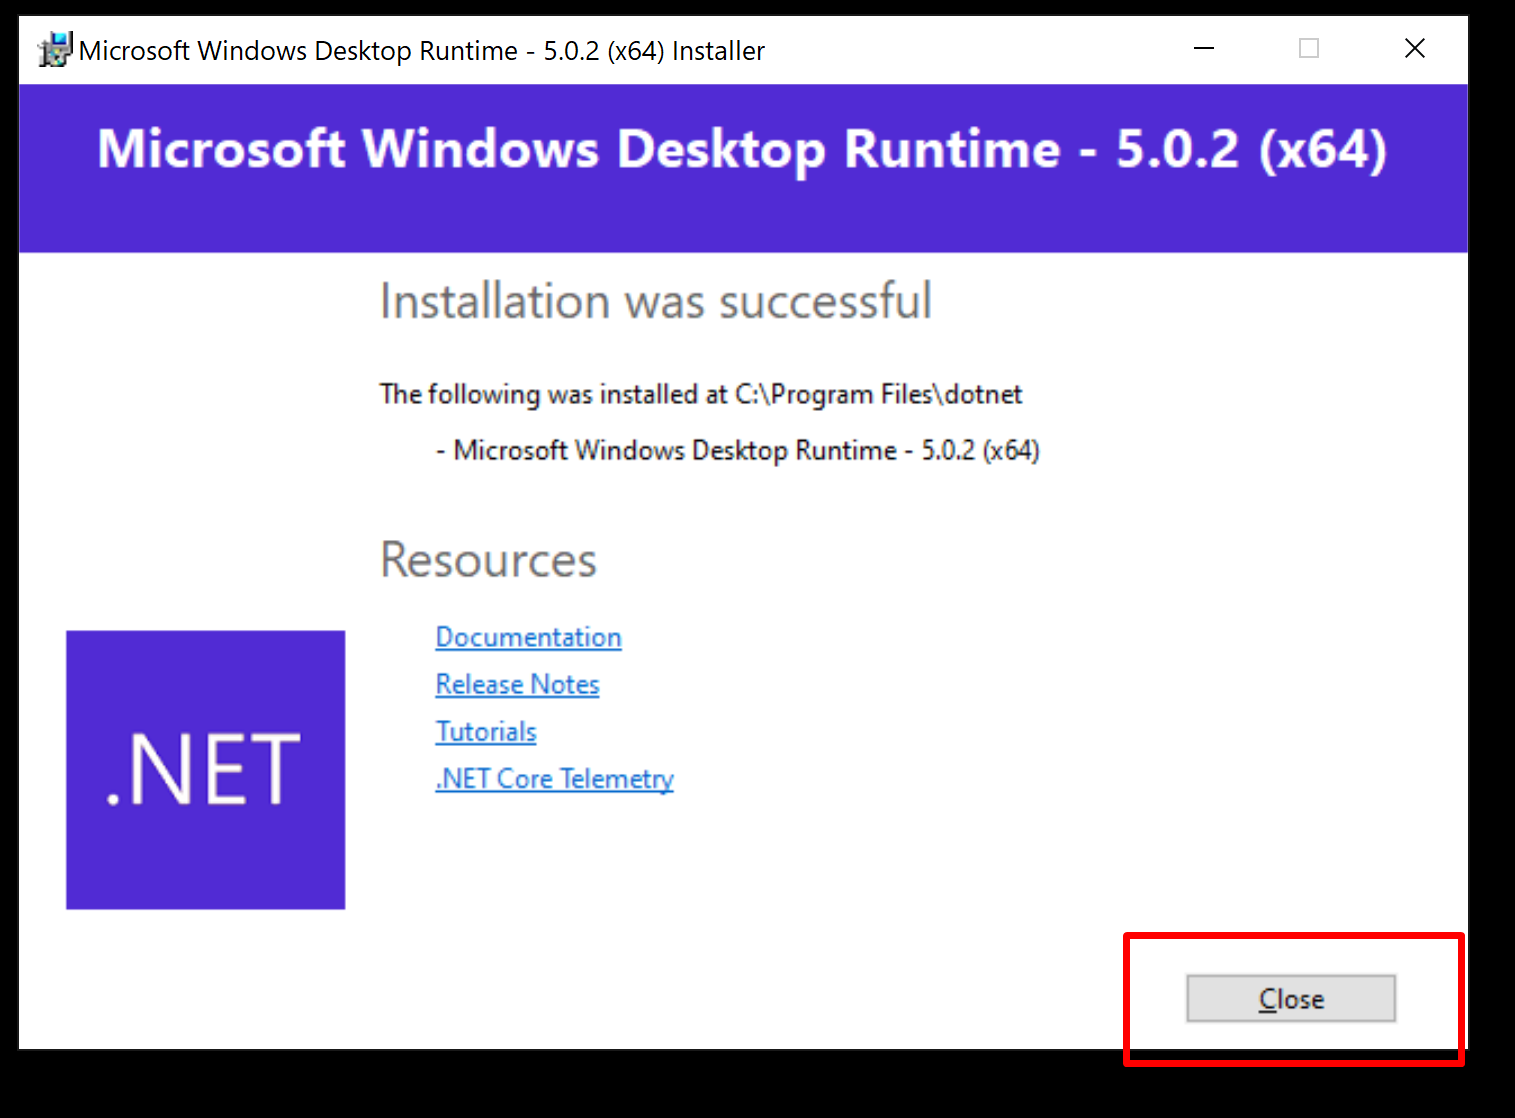 Microsoft Windows Desktop Runtime - 5.0.2 (x64) Installer
Microsoft Windows Desktop Runtime - 5.0.2 (x64)
Installation was successful
The following was installed at C:\Program Files\dotnet
- Microsoft Windows Desktop Runtime - 5.0.2 (x64)
Resources
Documentation
Release Notes
Tutorials
.NET Core Telemetry
.NET
Close